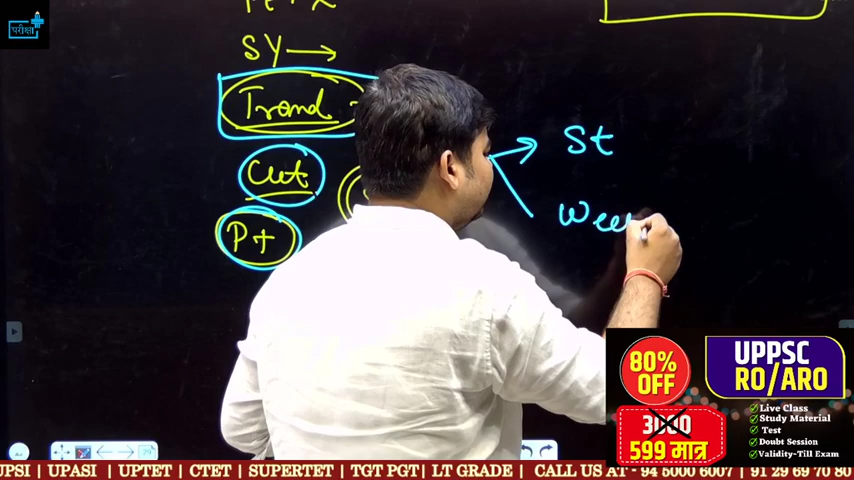 परीक्षा
SY →
Trend
Cut
P+
St
Wee
80%
OFF
3000
599 मात्र
UPPSC
RO/ARO
Live Class
Study Material
Test
Doubt Session
Validity-Till Exam
UPSI | UPASI | UPTET | CTET | SUPERTET | TGT PGT| LT GRADE | CALL US AT - 94 5000 6007 | 91 29 69 70 80